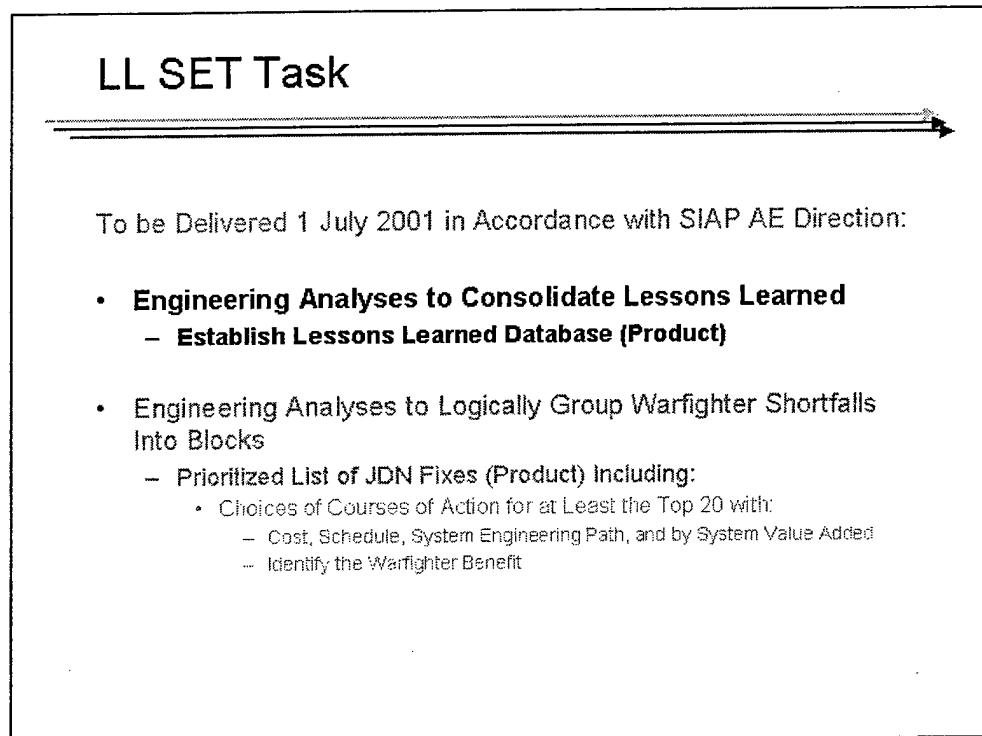 LL SET Task
To be Delivered 1 July 2001 in Accordance with SIAP AE Direction:
• Engineering Analyses to Consolidate Lessons Learned
– Establish Lessons Learned Database (Product)
• Engineering Analyses to Logically Group Warfighter Shortfalls
Into Blocks
– Prioritized List of JDN Fixes (Product) Including:
• Choices of Courses of Action for at Least the Top 20 with:
– Cost, Schedule, System Engineering Path, and by System Value Added
– Identify the Warfighter Benefit